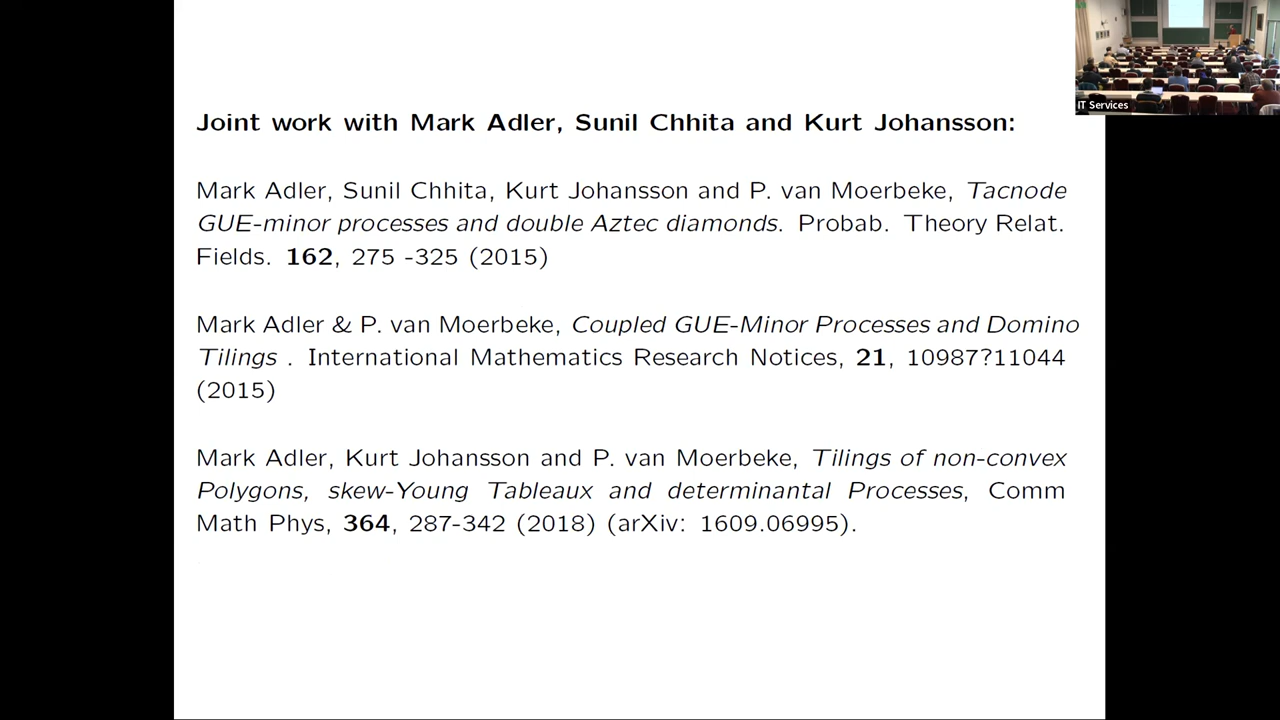 IT Services
Joint work with Mark Adler, Sunil Chhita and Kurt Johansson:
Mark Adler, Sunil Chhita, Kurt Johansson and P. van Moerbeke, Tacnode
GUE-minor processes and double Aztec diamonds. Probab. Theory Relat.
Fields. 162, 275 -325 (2015)
Mark Adler & P. van Moerbeke, Coupled GUE-Minor Processes and Domino
Tilings . International Mathematics Research Notices, 21, 10987?11044
(2015)
Mark Adler, Kurt Johansson and P. van Moerbeke, Tilings of non-convex
Polygons, skew-Young Tableaux and determinantal Processes, Comm
Math Phys, 364, 287-342 (2018) (arXiv: 1609.06995).